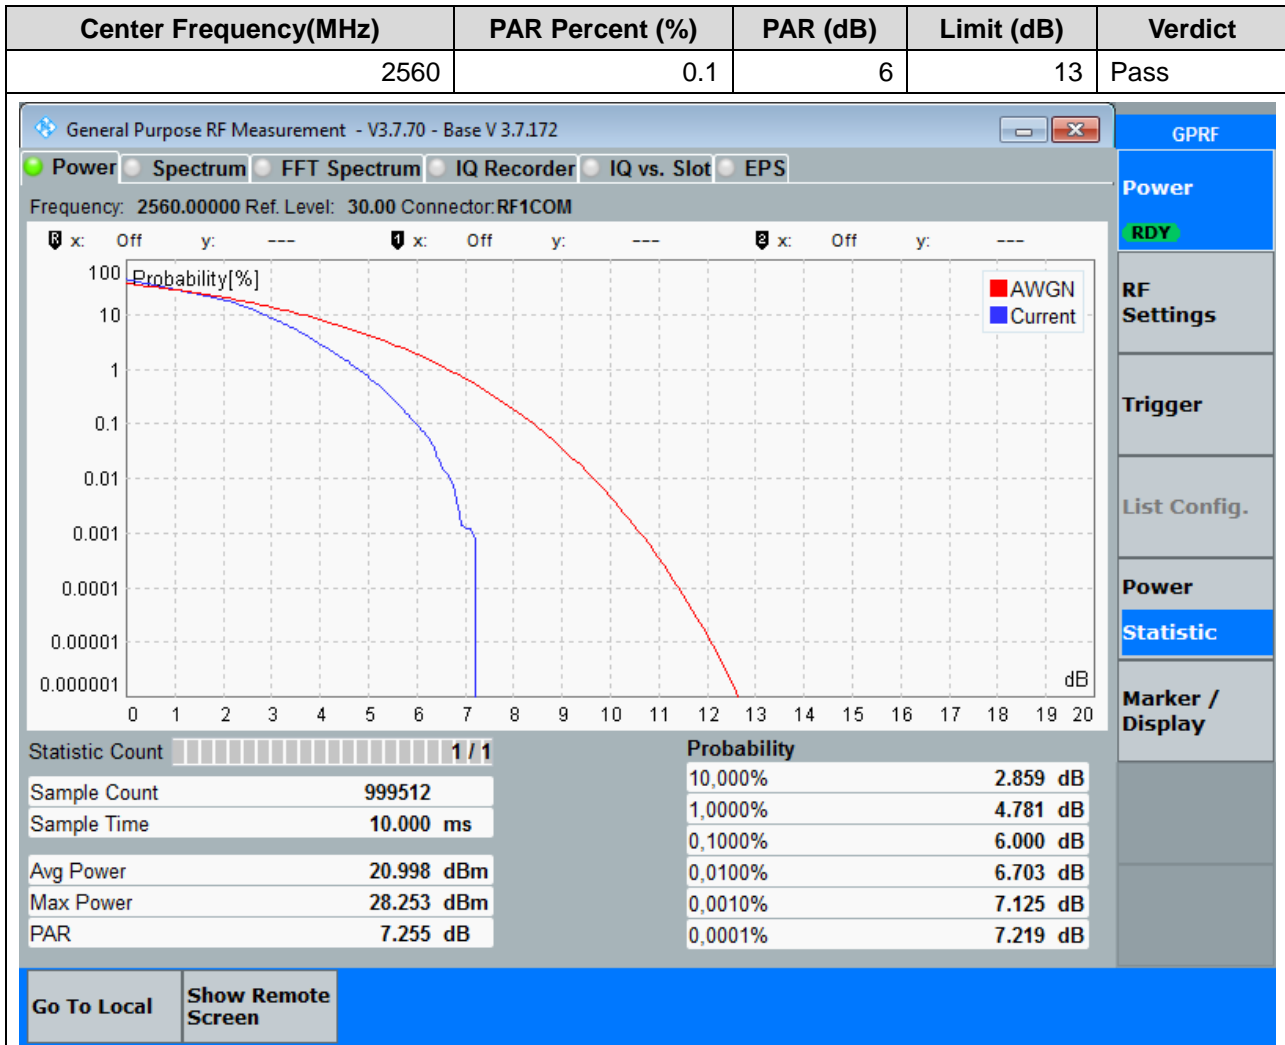 Center Frequency(MHz) PAR Percent (%) PAR (dB) Limit (dB) Verdict
2560 0.1 6 13 Pass
General Purpose RF Measurement - V3.7.70 - Base V 3.7.172
GPRF
Power Spectrum FFT Spectrum IQ Recorder IQ vs. Slot EPS
Power
RDY
Frequency: 2560.00000 Ref. Level: 30.00 Connector: RF1COM
R x: Off y: --- 1 x: Off y: --- 2 x: Off y: ---
Probability[%]
AWGN
Current
100
10
1
0.1
0.01
0.001
0.0001
0.00001
0.000001
dB
0 1 2 3 4 5 6 7 8 9 10 11 12 13 14 15 16 17 18 19 20
RF
Settings
Trigger
List Config.
Power
Statistic
Marker /
Display
Statistic Count 1 / 1
Sample Count 999512
Sample Time 10.000 ms
Avg Power 20.998 dBm
Max Power 28.253 dBm
PAR 7.255 dB
Probability
10,000% 2.859 dB
1,0000% 4.781 dB
0,1000% 6.000 dB
0,0100% 6.703 dB
0,0010% 7.125 dB
0,0001% 7.219 dB
Go To Local
Show Remote
Screen